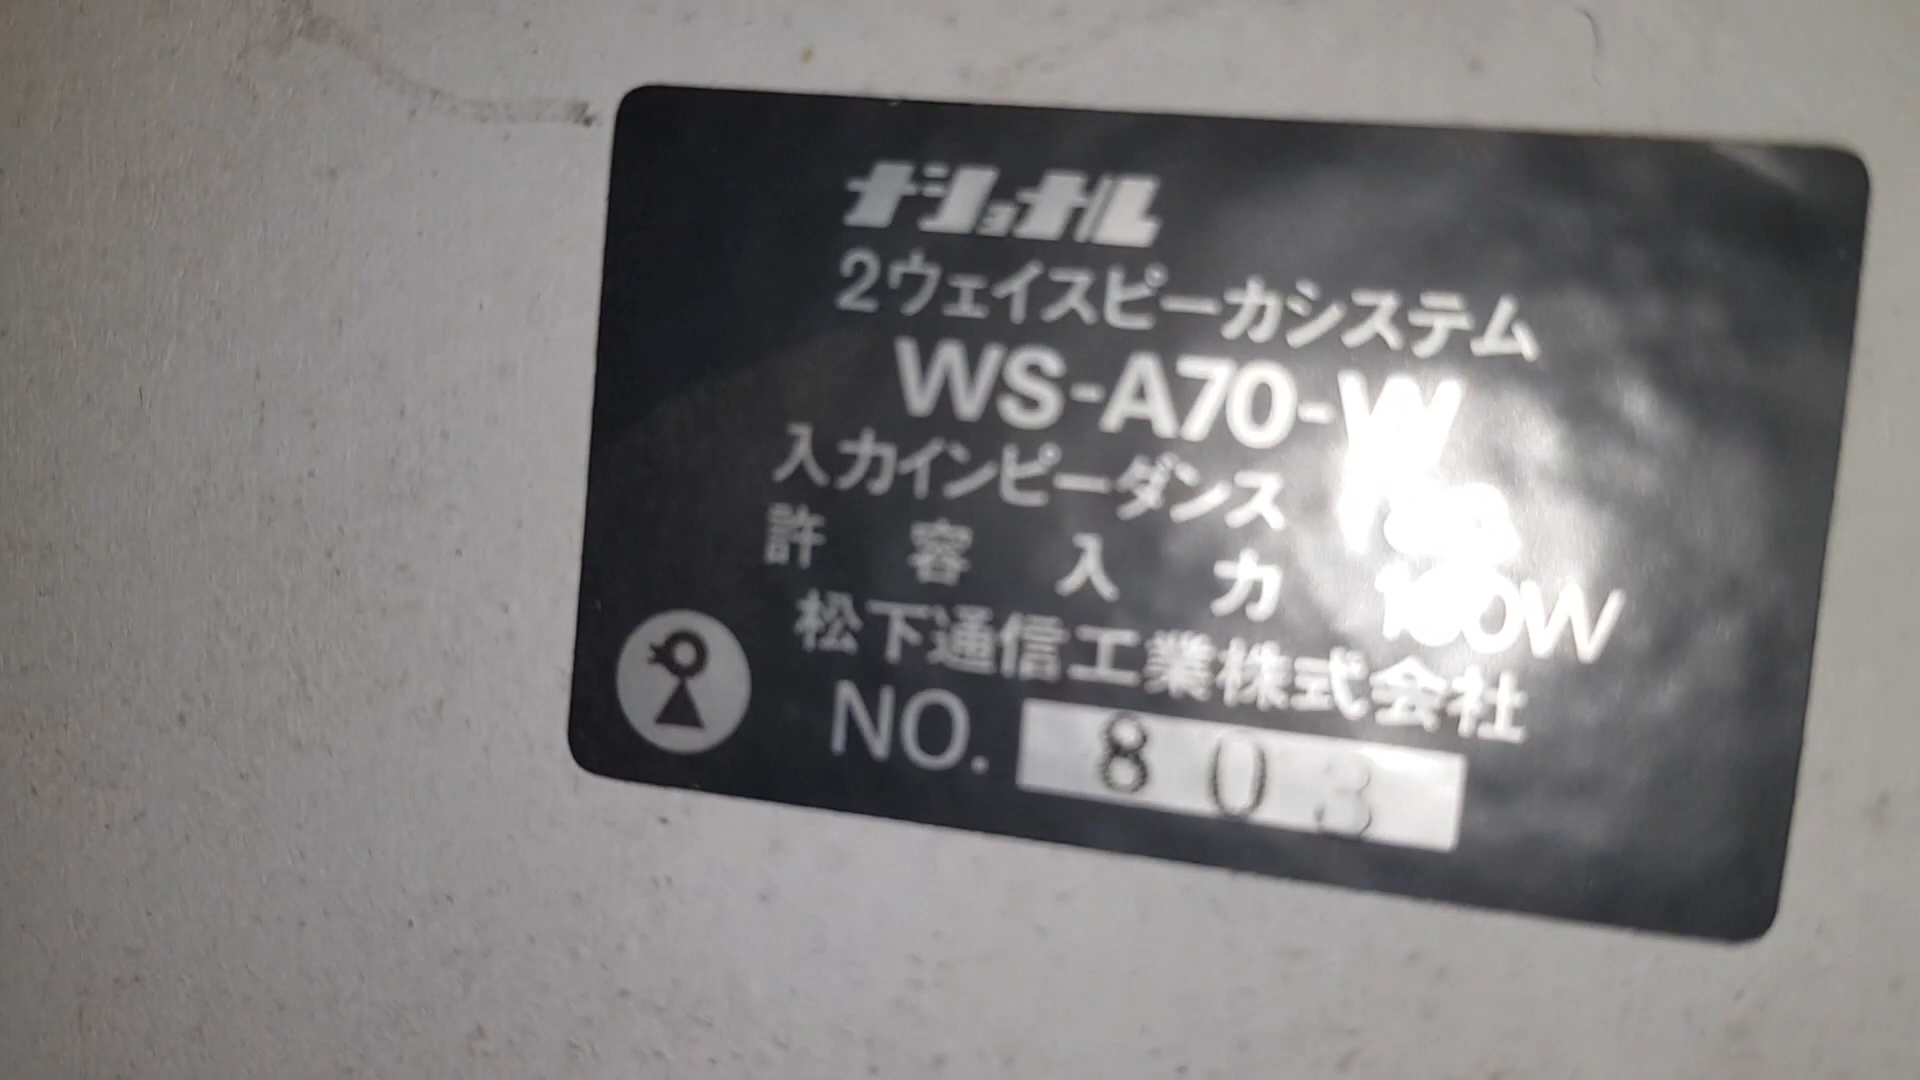 ナショナル
2ウェイスピーカシステム
WS-A70-W
入力インピーダンス
許容入力
松下通信工業株式会社
NO. 803